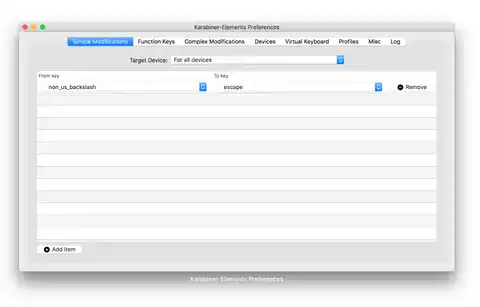 Karabiner-Elements Preferences
Simple Modifications Function Keys Complex Modifications Devices Virtual Keyboard Profiles Misc Log
Target Device: For all devices
From key To key
non_us_backslash escape Remove
Add item
Karabiner-Elements Preferences